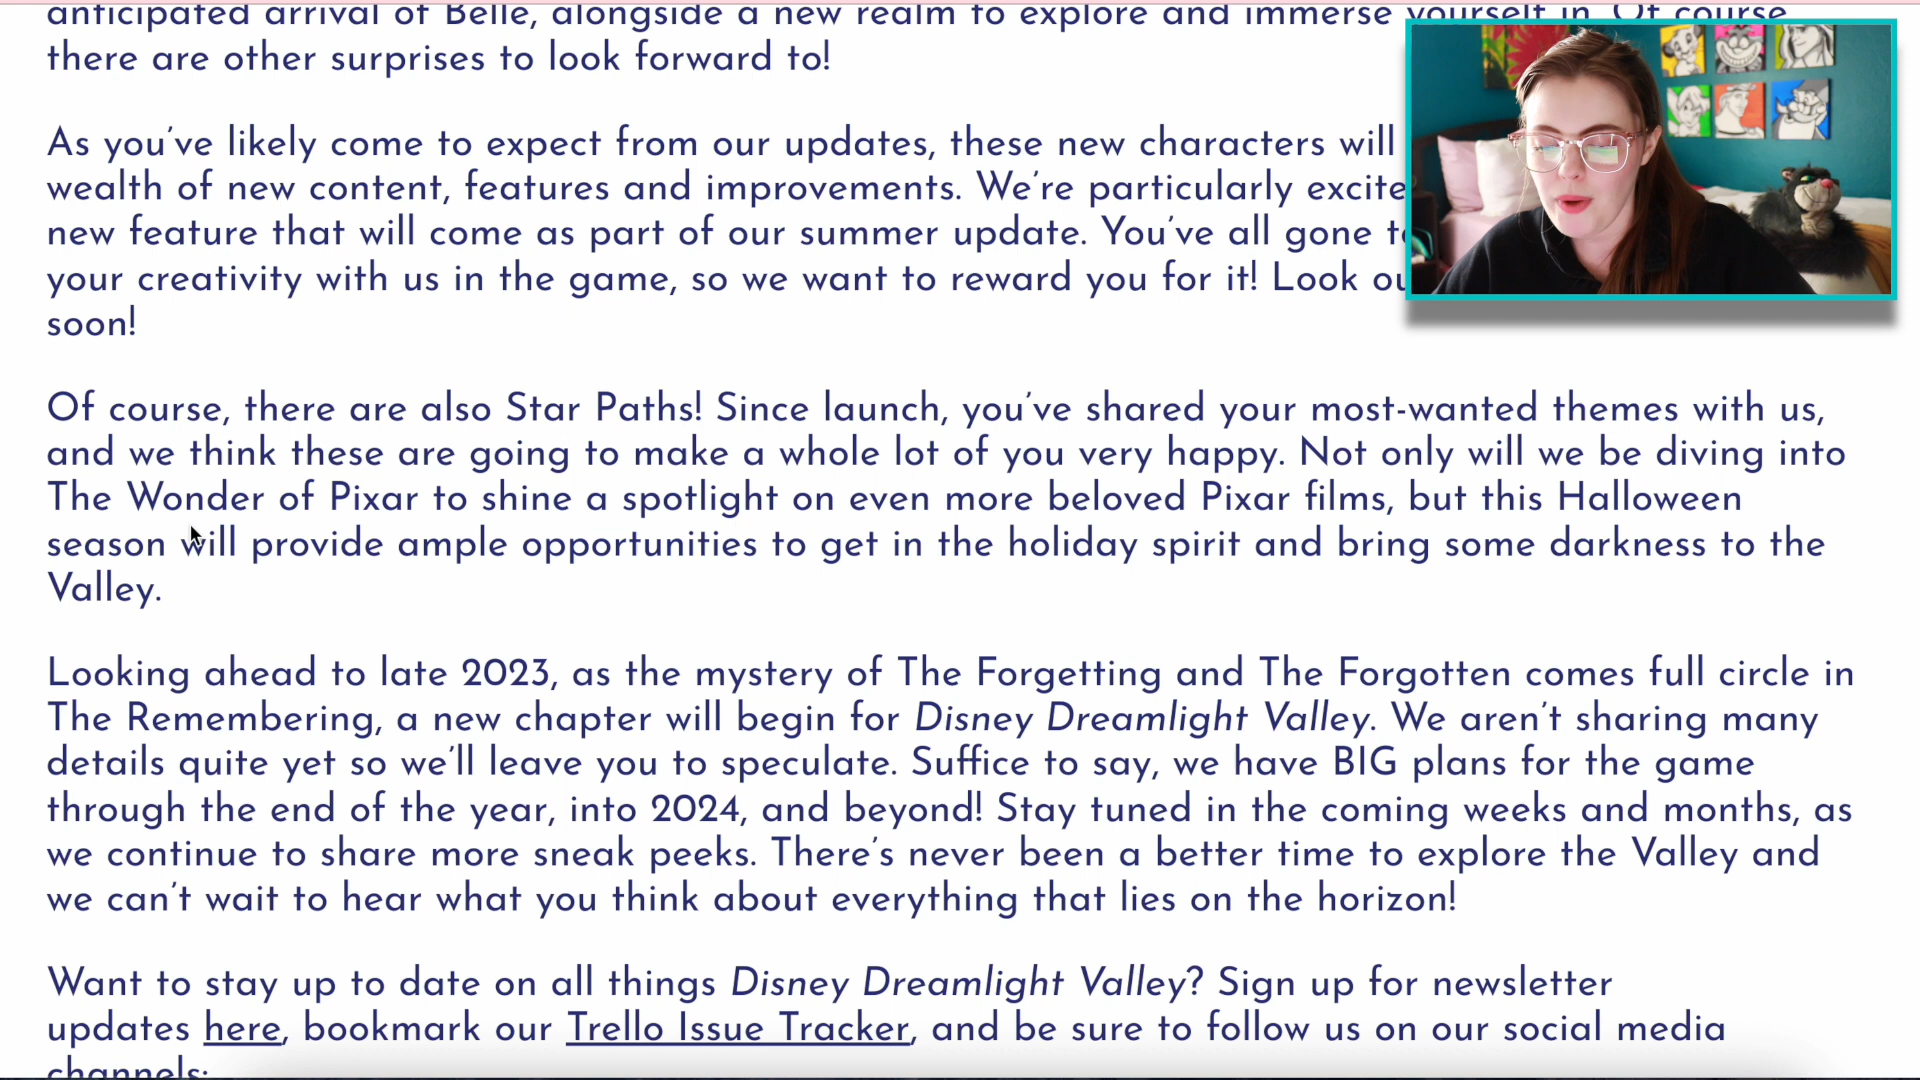 anticipated arrival of Belle, alongside a new realm to explore and immerse yourself in. Of course
there are other surprises to look forward to!
As you've likely come to expect from our updates, these new characters will
wealth of new content, features and improvements. We're particularly excite
new feature that will come as part of our summer update. You've all gone to
your creativity with us in the game, so we want to reward you for it! Look ou
soon!
Of course, there are also Star Paths! Since launch, you've shared your most-wanted themes with us,
and we think these are going to make a whole lot of you very happy. Not only will we be diving into
The Wonder of Pixar to shine a spotlight on even more beloved Pixar films, but this Halloween
season will provide ample opportunities to get in the holiday spirit and bring some darkness to the
Valley.
Looking ahead to late 2023, as the mystery of The Forgetting and The Forgotten comes full circle in
The Remembering, a new chapter will begin for Disney Dreamlight Valley. We aren't sharing many
details quite yet so we'll leave you to speculate. Suffice to say, we have BIG plans for the game
through the end of the year, into 2024, and beyond! Stay tuned in the coming weeks and months, as
we continue to share more sneak peeks. There's never been a better time to explore the Valley and
we can't wait to hear what you think about everything that lies on the horizon!
Want to stay up to date on all things Disney Dreamlight Valley? Sign up for newsletter
updates here, bookmark our Trello Issue Tracker, and be sure to follow us on our social media
channels: